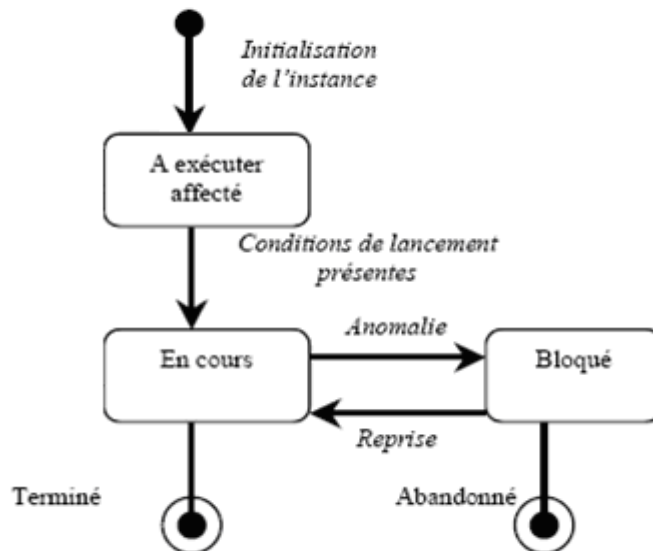 Initialisation
de l'instance
A exécuter
affecté
Conditions de lancement
présentes
Anomalie
En cours
Bloqué
Reprise
Terminé
Abandonné